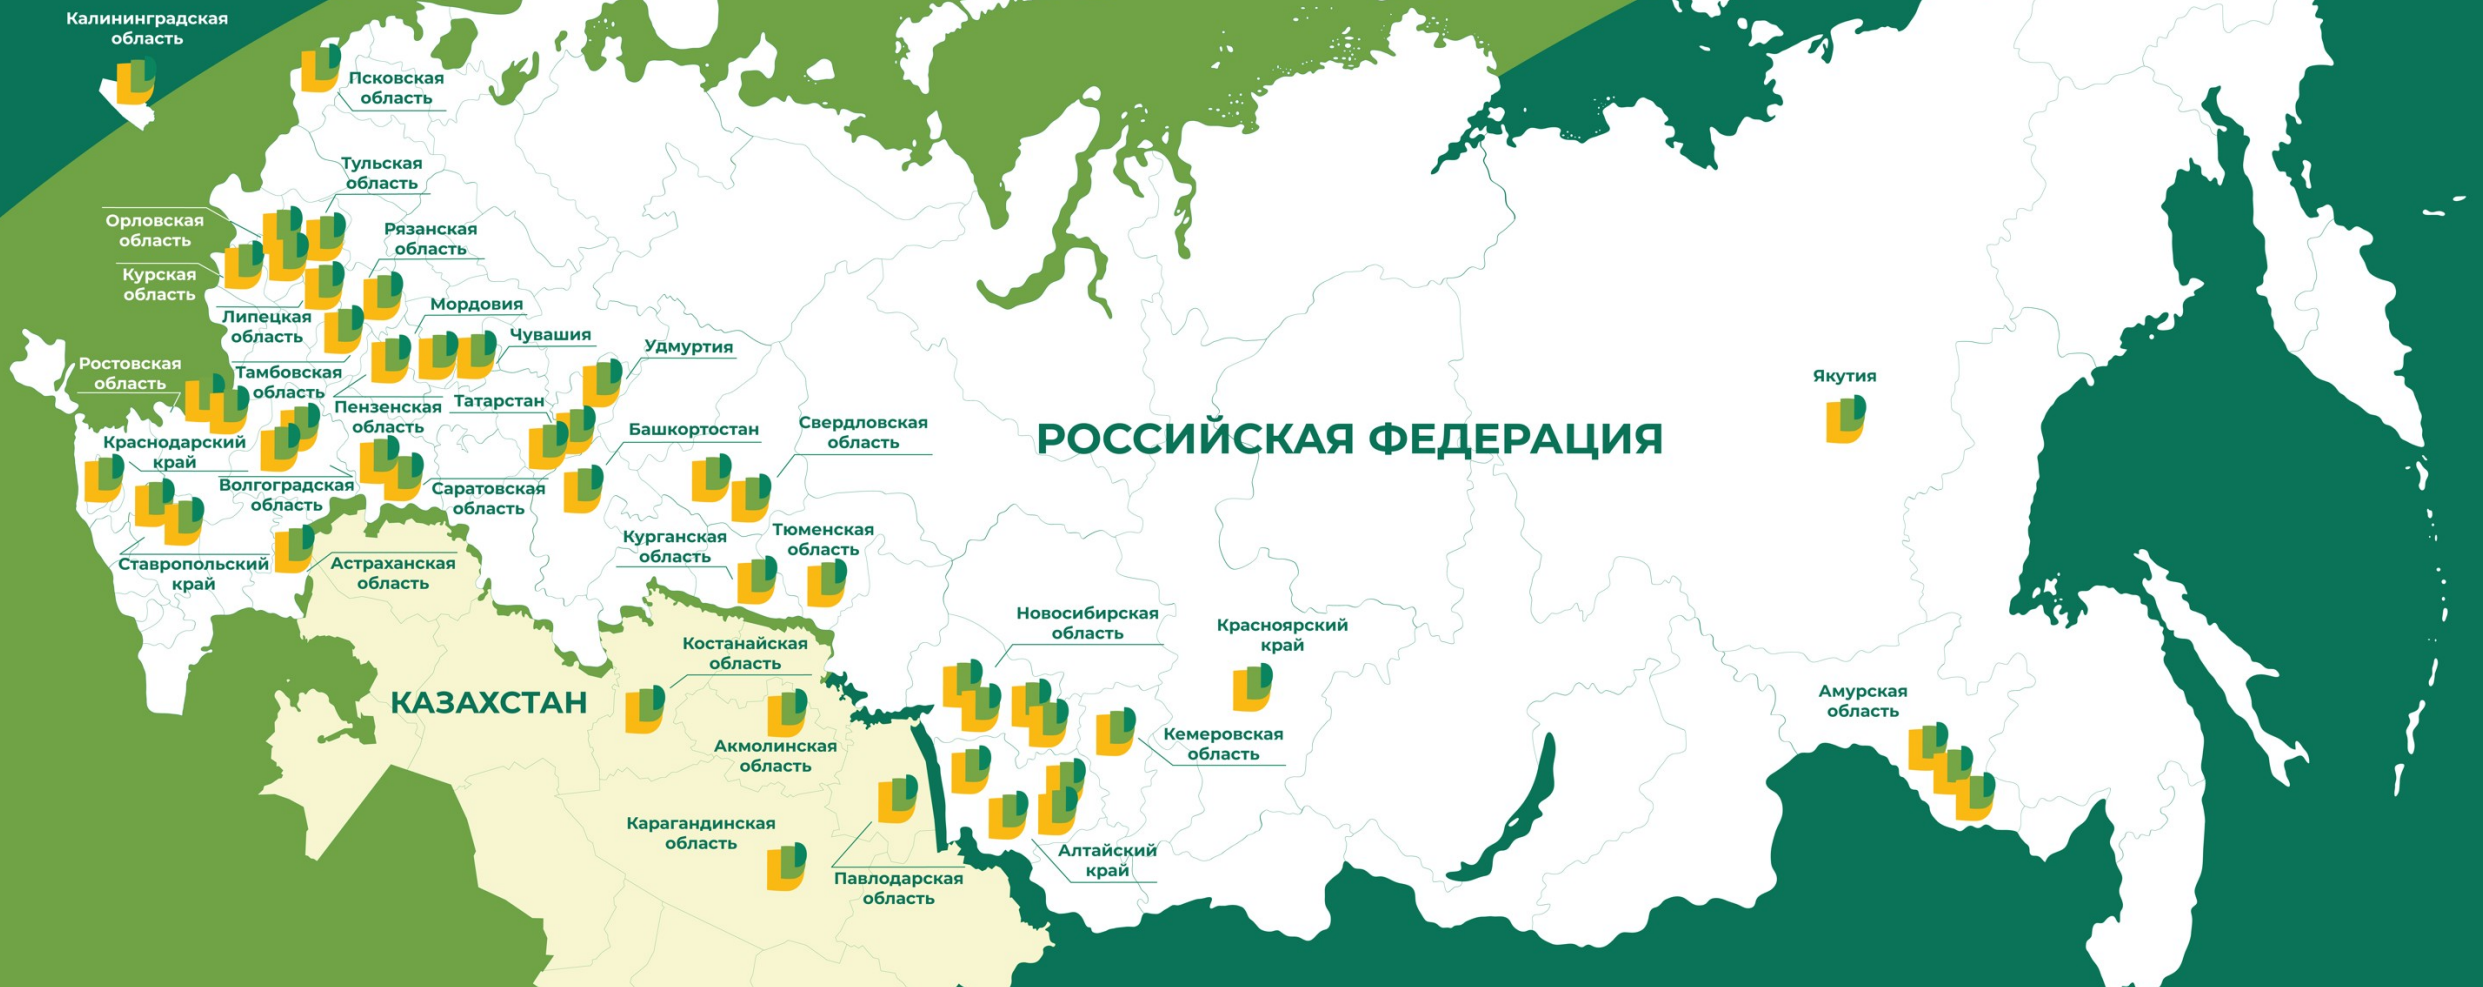 Калининградская
область
Псковская
область
Тульская
область
Орловская
область
Рязанская
область
Курская
область
Мордовия
Липецкая
область
Чувашия
Удмуртия
Ростовская
область
Тамбовская
область
Пензенская
область
Татарстан
Башкортостан
Свердловская
область
РОССИЙСКАЯ ФЕДЕРАЦИЯ
Якутия
Краснодарский
край
Волгоградская
область
Саратовская
область
Курганская
область
Тюменская
область
Ставропольский
край
Астраханская
область
Новосибирская
область
Красноярский
край
Костанайская
область
КАЗАХСТАН
Амурская
область
Акмолинская
область
Кемеровская
область
Карагандинская
область
Павлодарская
область
Алтайский
край